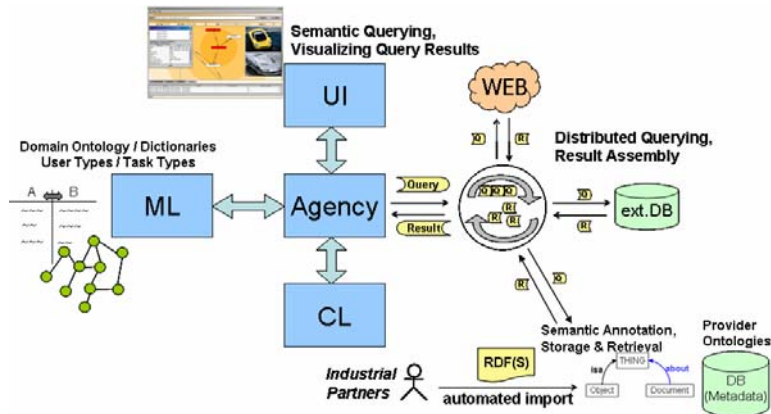 Semantic Querying,
Visualizing Query Results
UI
WEB
Q
R
Domain Ontology / Dictionaries
User Types / Task Types
Distributed Querying,
Result Assembly
A
B
ML
Agency
Query
Result
Q Q Q
R
R R
Q
R
ext.DB
R
Q
CL
Semantic Annotation,
Storage & Retrieval
Provider
Ontologies
RDF(S)
THING
isa
about
Object
Document
DB
(Metadata)
Industrial
Partners
automated import